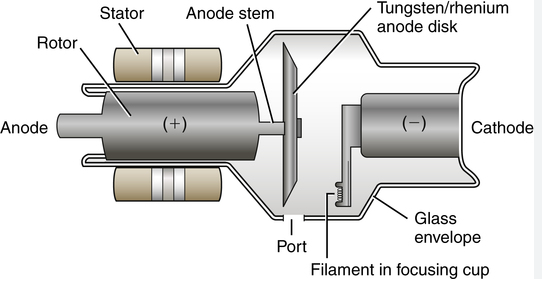 Stator
Anode stem
Tungsten/rhenium
anode disk
Rotor
Anode
(+)
(−)
Cathode
Glass
envelope
Port
Filament in focusing cup